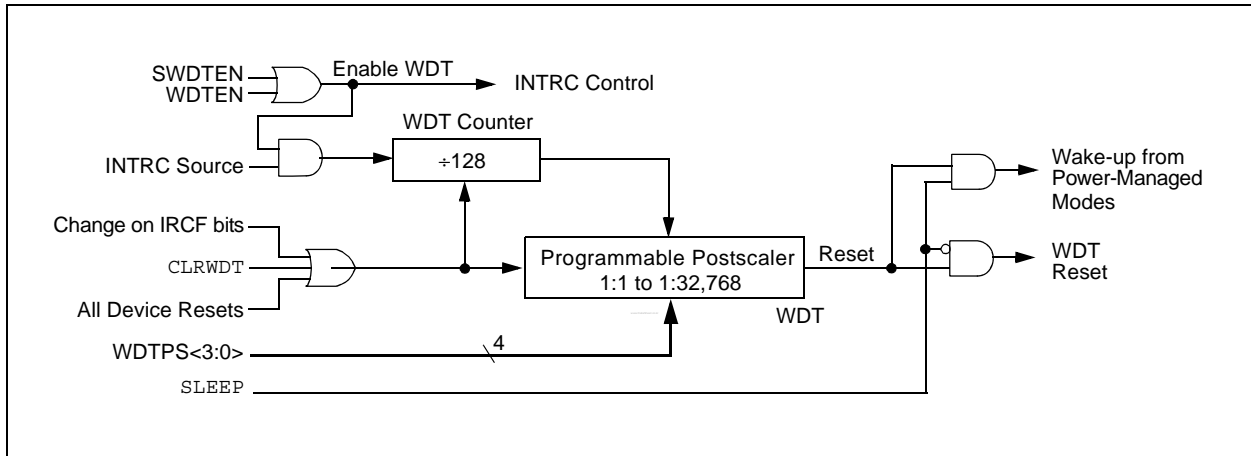 SWDTEN
WDTEN
Enable WDT
INTRC Control
WDT Counter
÷128
INTRC Source
Wake-up from
Power-Managed
Modes
Change on IRCF bits
CLRWDT
All Device Resets
Programmable Postscaler
1:1 to 1:32,768
Reset
WDT
Reset
WDT
WDTPS<3:0>
4
SLEEP